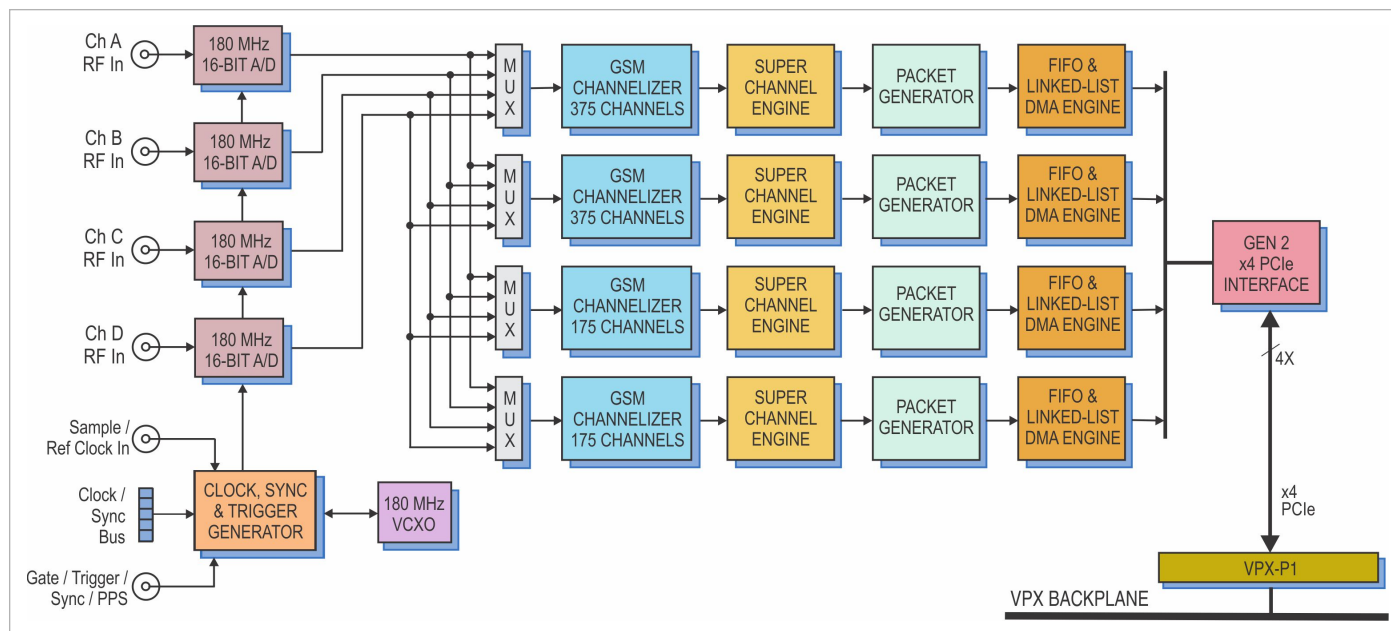 Ch A
RF In
180 MHz
16-BIT A/D
Ch B
RF In
180 MHz
16-BIT A/D
Ch C
RF In
180 MHz
16-BIT A/D
Ch D
RF In
180 MHz
16-BIT A/D
Sample /
Ref Clock In
Clock /
Sync
Bus
Gate / Trigger /
Sync / PPS
CLOCK, SYNC
& TRIGGER
GENERATOR
180 MHz
VCXO
M
U
X
GSM
CHANNELIZER
375 CHANNELS
SUPER
CHANNEL
ENGINE
PACKET
GENERATOR
FIFO &
LINKED-LIST
DMA ENGINE
M
U
X
GSM
CHANNELIZER
375 CHANNELS
SUPER
CHANNEL
ENGINE
PACKET
GENERATOR
FIFO &
LINKED-LIST
DMA ENGINE
M
U
X
GSM
CHANNELIZER
175 CHANNELS
SUPER
CHANNEL
ENGINE
PACKET
GENERATOR
FIFO &
LINKED-LIST
DMA ENGINE
M
U
X
GSM
CHANNELIZER
175 CHANNELS
SUPER
CHANNEL
ENGINE
PACKET
GENERATOR
FIFO &
LINKED-LIST
DMA ENGINE
GEN 2
x4 PCIe
INTERFACE
4X
x4
PCIe
VPX-P1
VPX BACKPLANE